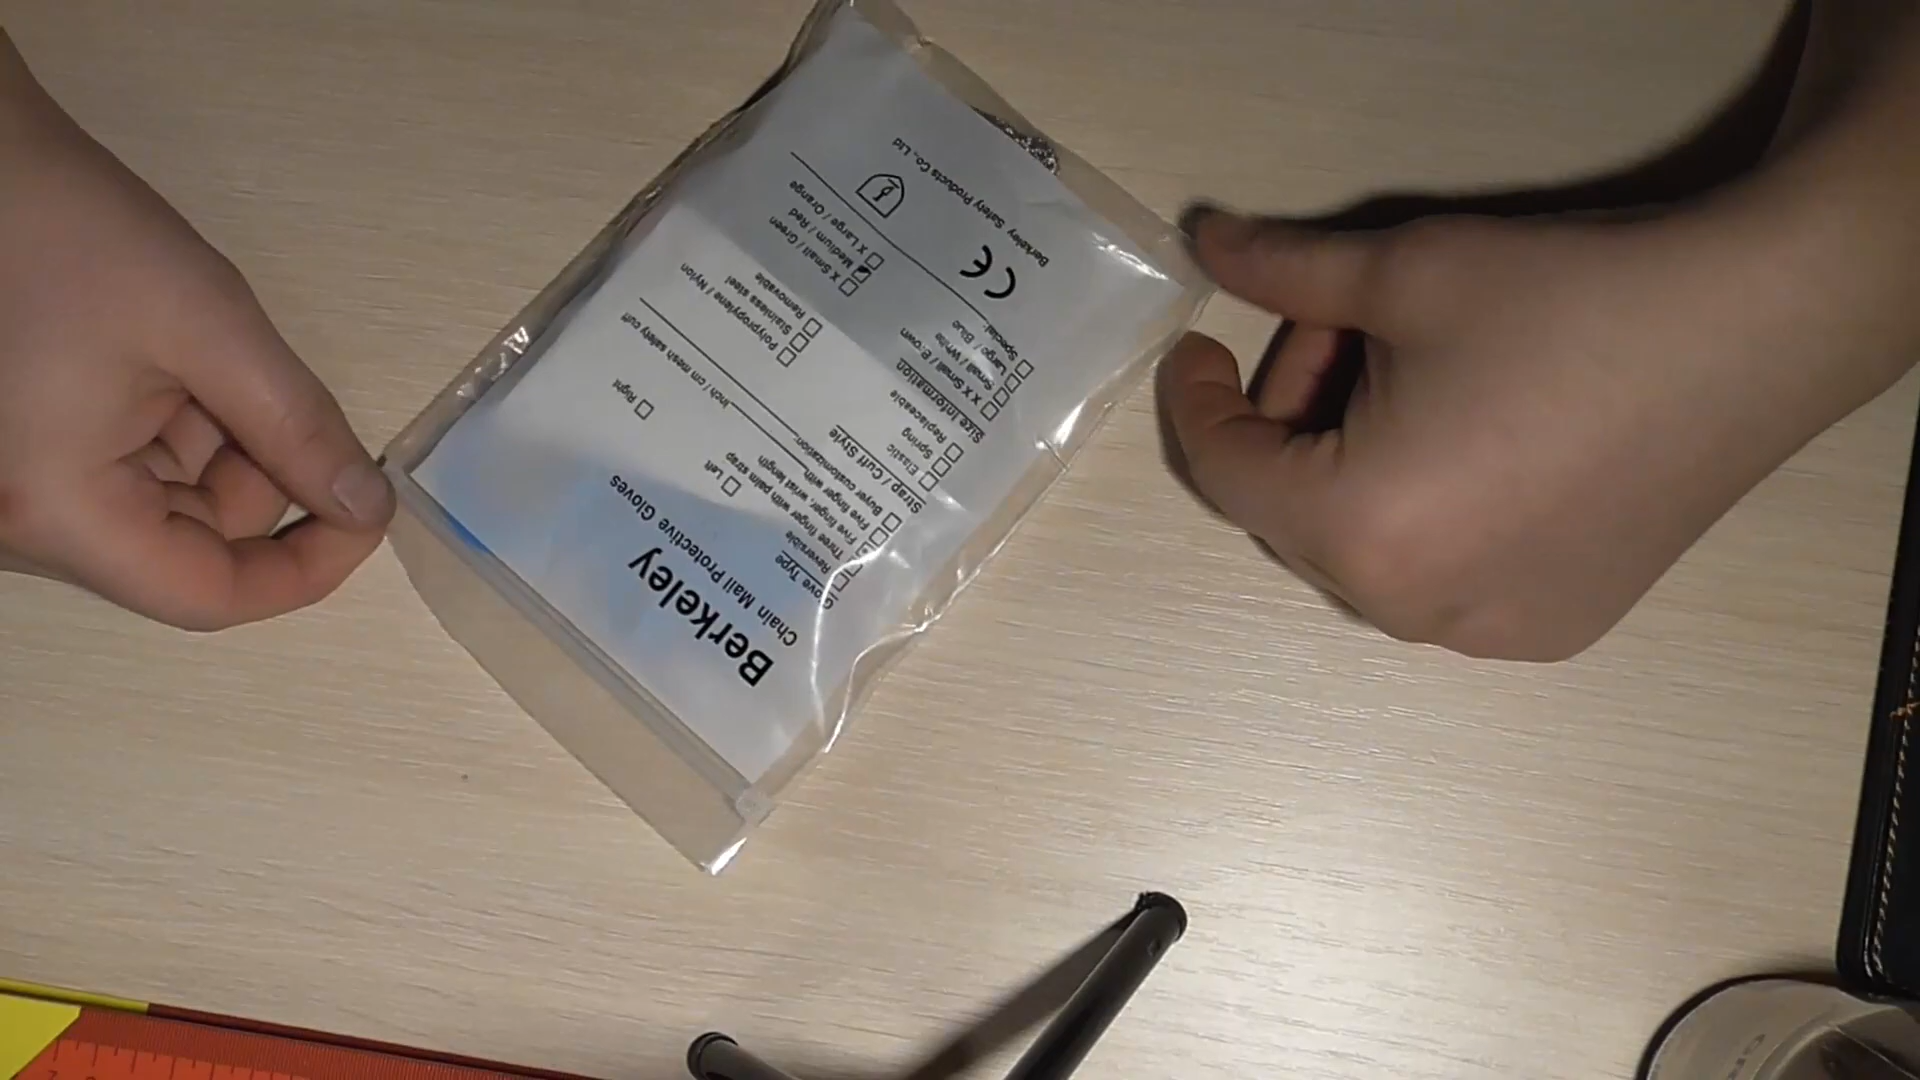 Berkeley
Chain Mail Protective Gloves
Left Right
Glove Type
Reversible
Three finger with palm strap
Five finger, wrist length
Five finger with inch / cm mesh safety cuff
Buyer customization:
Strap / Cuff Style
Elastic Polypropylene / Nylon
Spring Stainless steel
Replaceable Removable
Size Information
X X Small / Brown X Small / Green
Small / White Medium / Red
Large / Blue X Large / Orange
Special:
CE
Berkeley Safety Products Co., Ltd